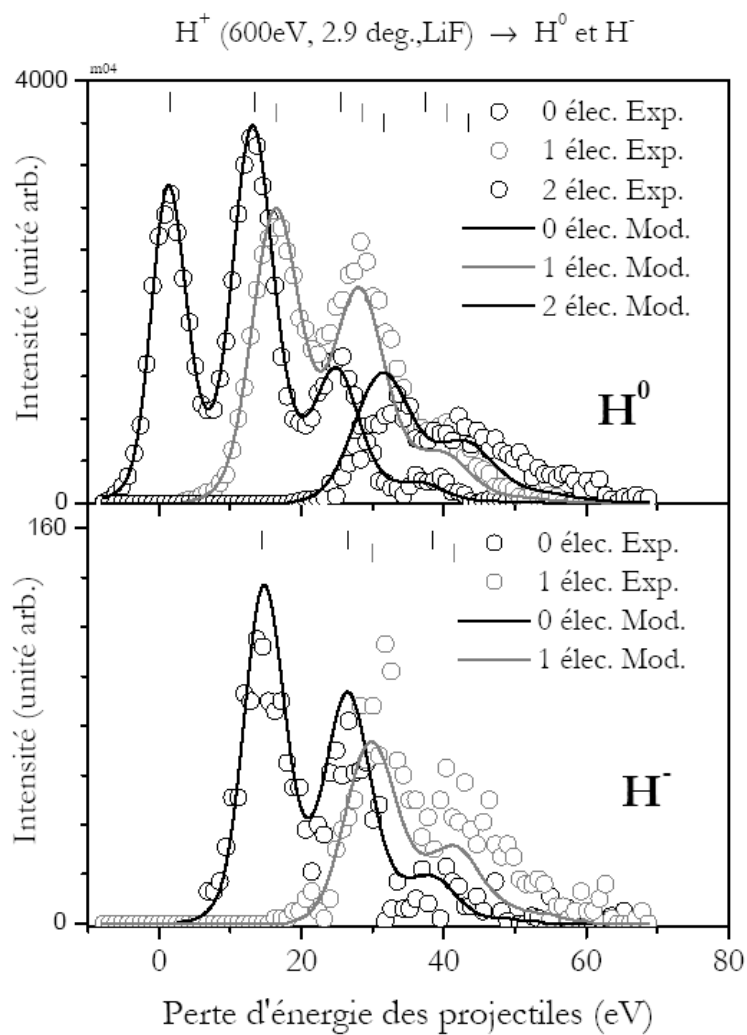 H⁺ (600eV, 2.9 deg.,LiF) → H⁰ et H⁻
m04
4000
0 élec. Exp.
1 élec. Exp.
2 élec. Exp.
0 élec. Mod.
1 élec. Mod.
2 élec. Mod.
Intensité (unité arb.)
H⁰
0
160
0 élec. Exp.
1 élec. Exp.
0 élec. Mod.
1 élec. Mod.
Intensité (unité arb.)
H⁻
0
0 20 40 60 80
Perte d'énergie des projectiles (eV)